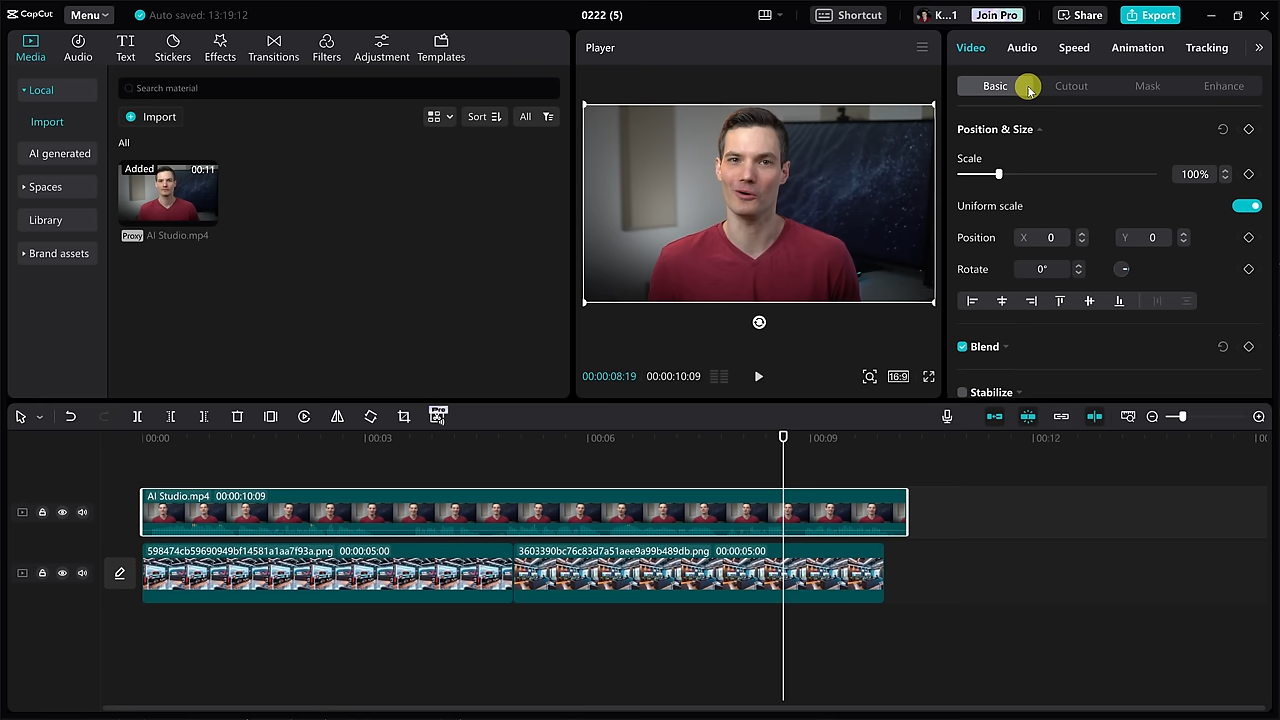 CapCut Menu Auto saved: 13:19:12 0222 (5) Shortcut K...1 Join Pro Share Export
Media Audio Text Stickers Effects Transitions Filters Adjustment Templates
Local
Import
AI generated
Spaces
Library
Brand assets
Search material
Import Sort All
All
Added 00:11
Proxy AI Studio.mp4
Player
00:00:08:19 00:00:10:09 16:9
Video Audio Speed Animation Tracking
Basic Cutout Mask Enhance
Position & Size
Scale
100%
Uniform scale
Position X 0 Y 0
Rotate 0°
Blend
Stabilize
Pro
00:00 00:03 00:06 00:09 00:12 00
AI Studio.mp4 00:00:10:09
598474cb59690949bf14581a1aa7f93a.png 00:00:05:00 3603390bc76c83d7a51aee9a99b489db.png 00:00:05:00